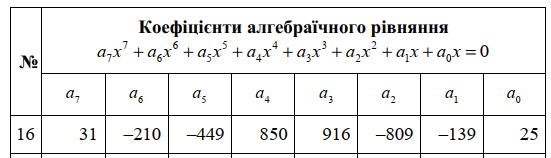 №
Коефіцієнти алгебраїчного рівняння
a₇x⁷ + a₆x⁶ + a₅x⁵ + a₄x⁴ + a₃x³ + a₂x² + a₁x + a₀x = 0
a₇ a₆ a₅ a₄ a₃ a₂ a₁ a₀
16 31 –210 –449 850 916 –809 –139 25